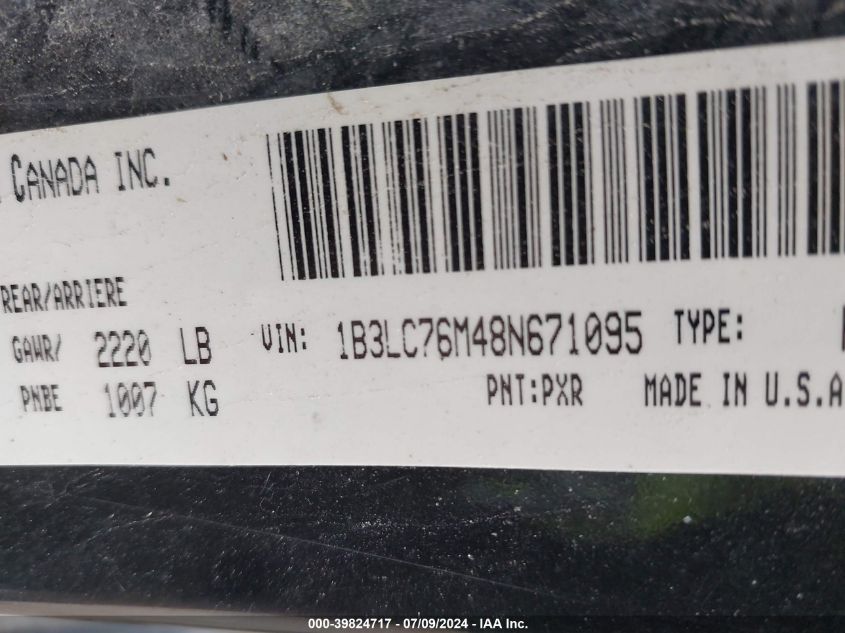 CANADA INC.
REAR/ARRIERE
GAWR/ 2220 LB VIN: 1B3LC76M48N671095 TYPE:
PNBE 1007 KG PNT:PXR MADE IN U.S.A
000-39824717 - 07/09/2024 - IAA Inc.